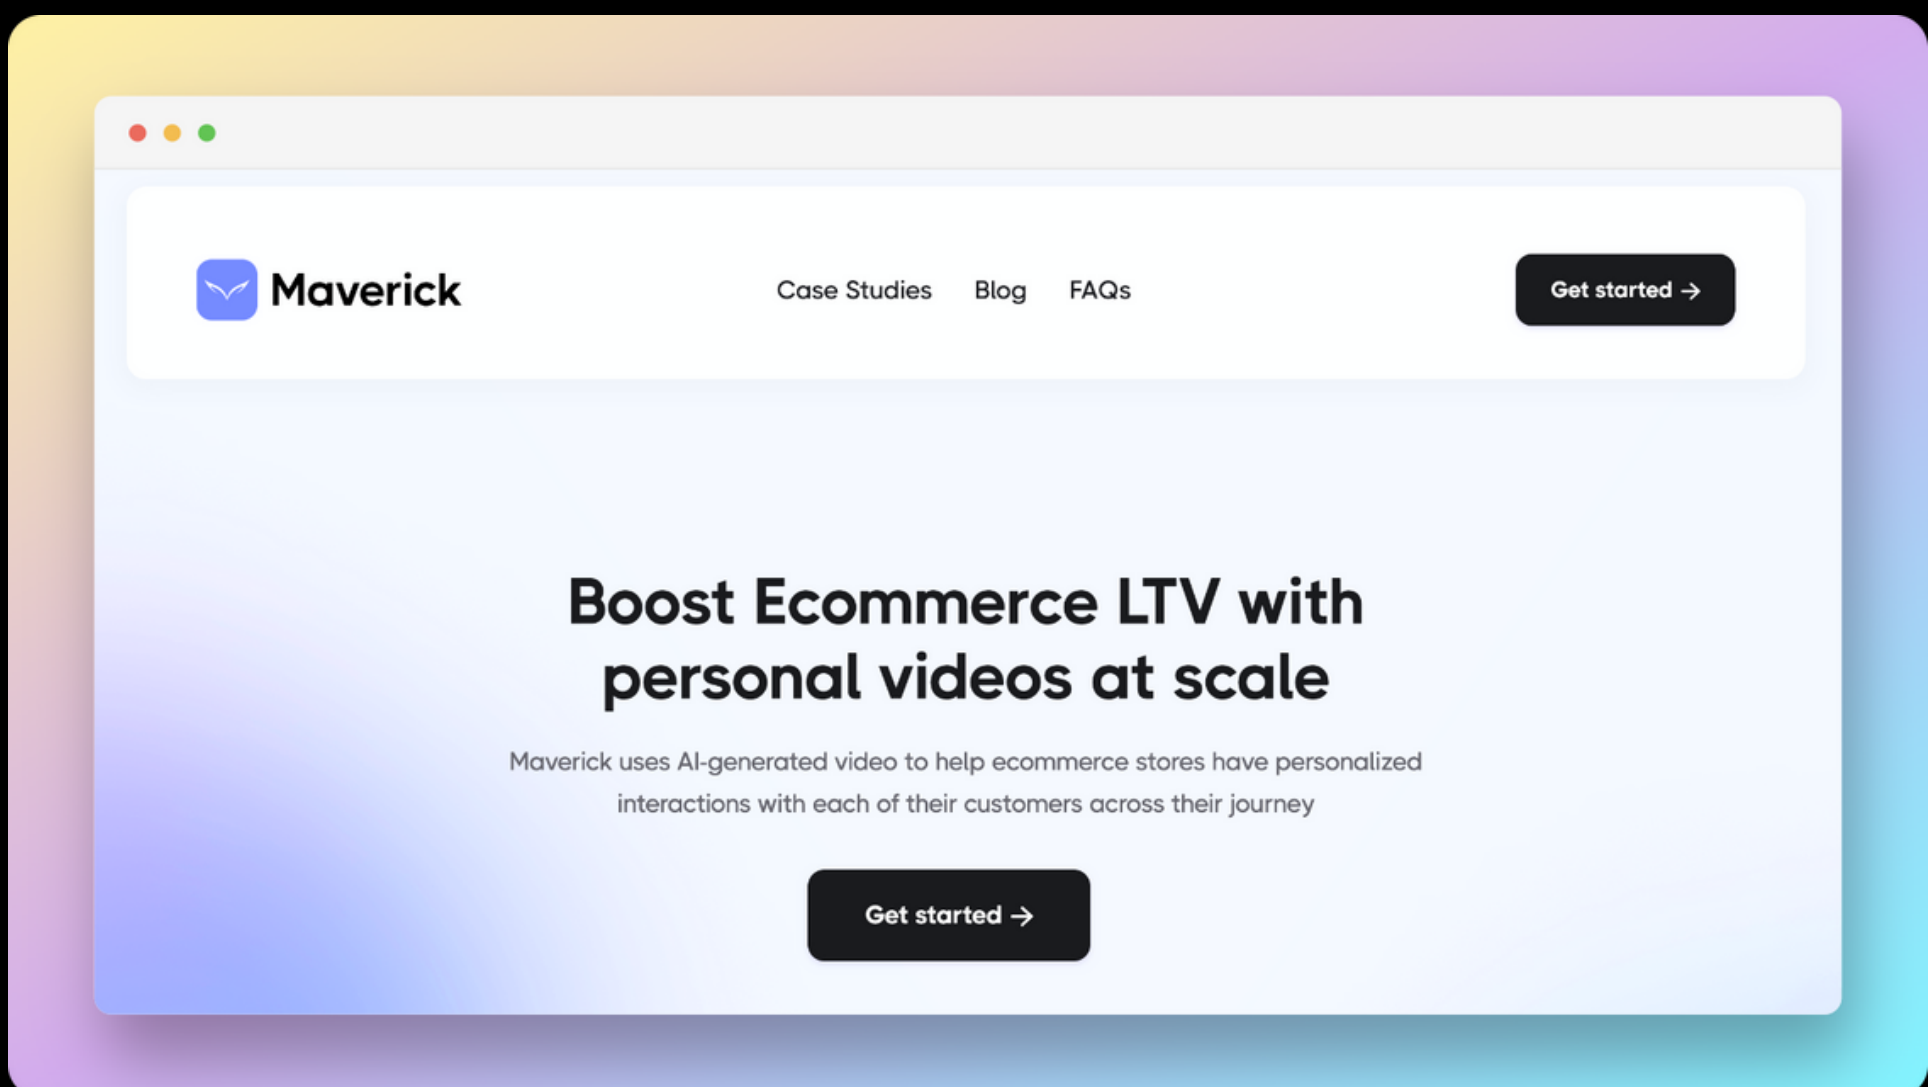 Maverick
Case Studies
Blog
FAQs
Get started →
Boost Ecommerce LTV with
personal videos at scale
Maverick uses AI-generated video to help ecommerce stores have personalized
interactions with each of their customers across their journey
Get started →